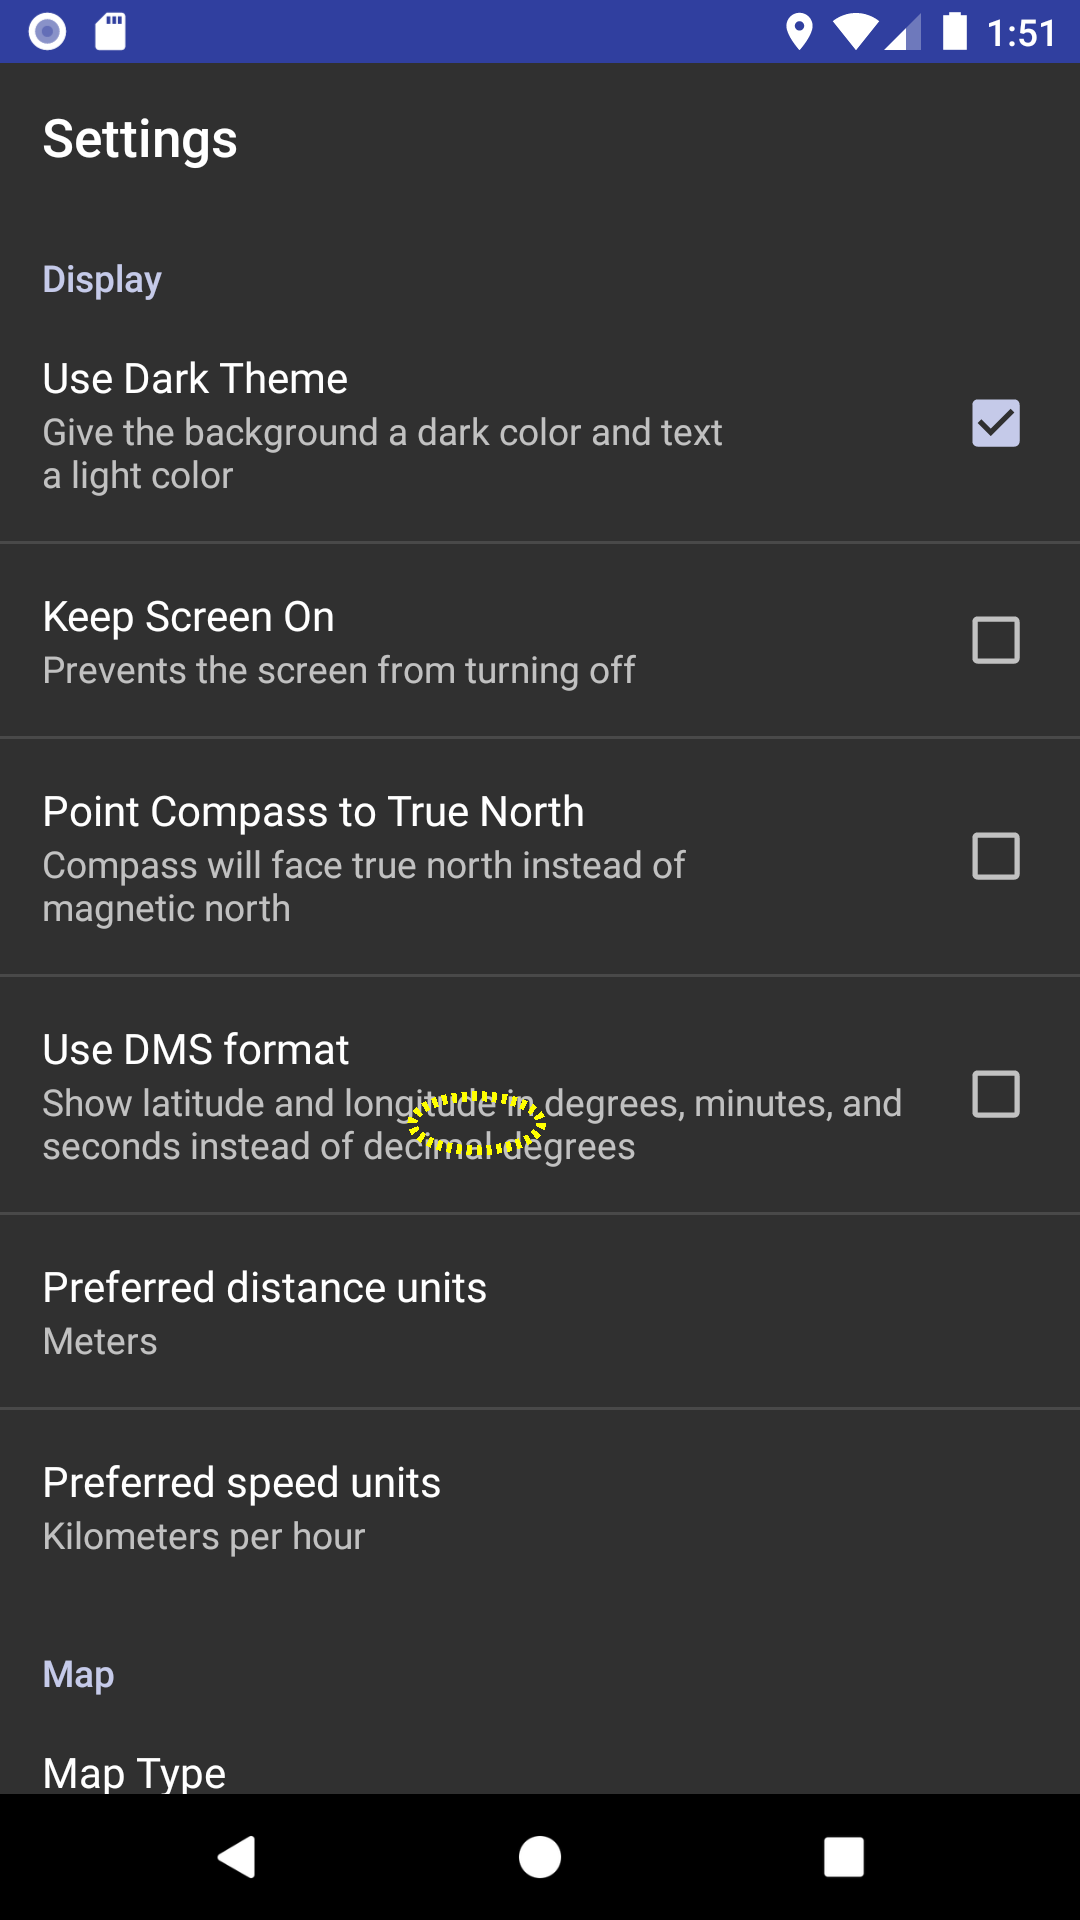 1:51
Settings
Display
Use Dark Theme
Give the background a dark color and text
a light color
Keep Screen On
Prevents the screen from turning off
Point Compass to True North
Compass will face true north instead of
magnetic north
Use DMS format
Show latitude and longitude in degrees, minutes, and
seconds instead of decimal degrees
Preferred distance units
Meters
Preferred speed units
Kilometers per hour
Map
Map Type